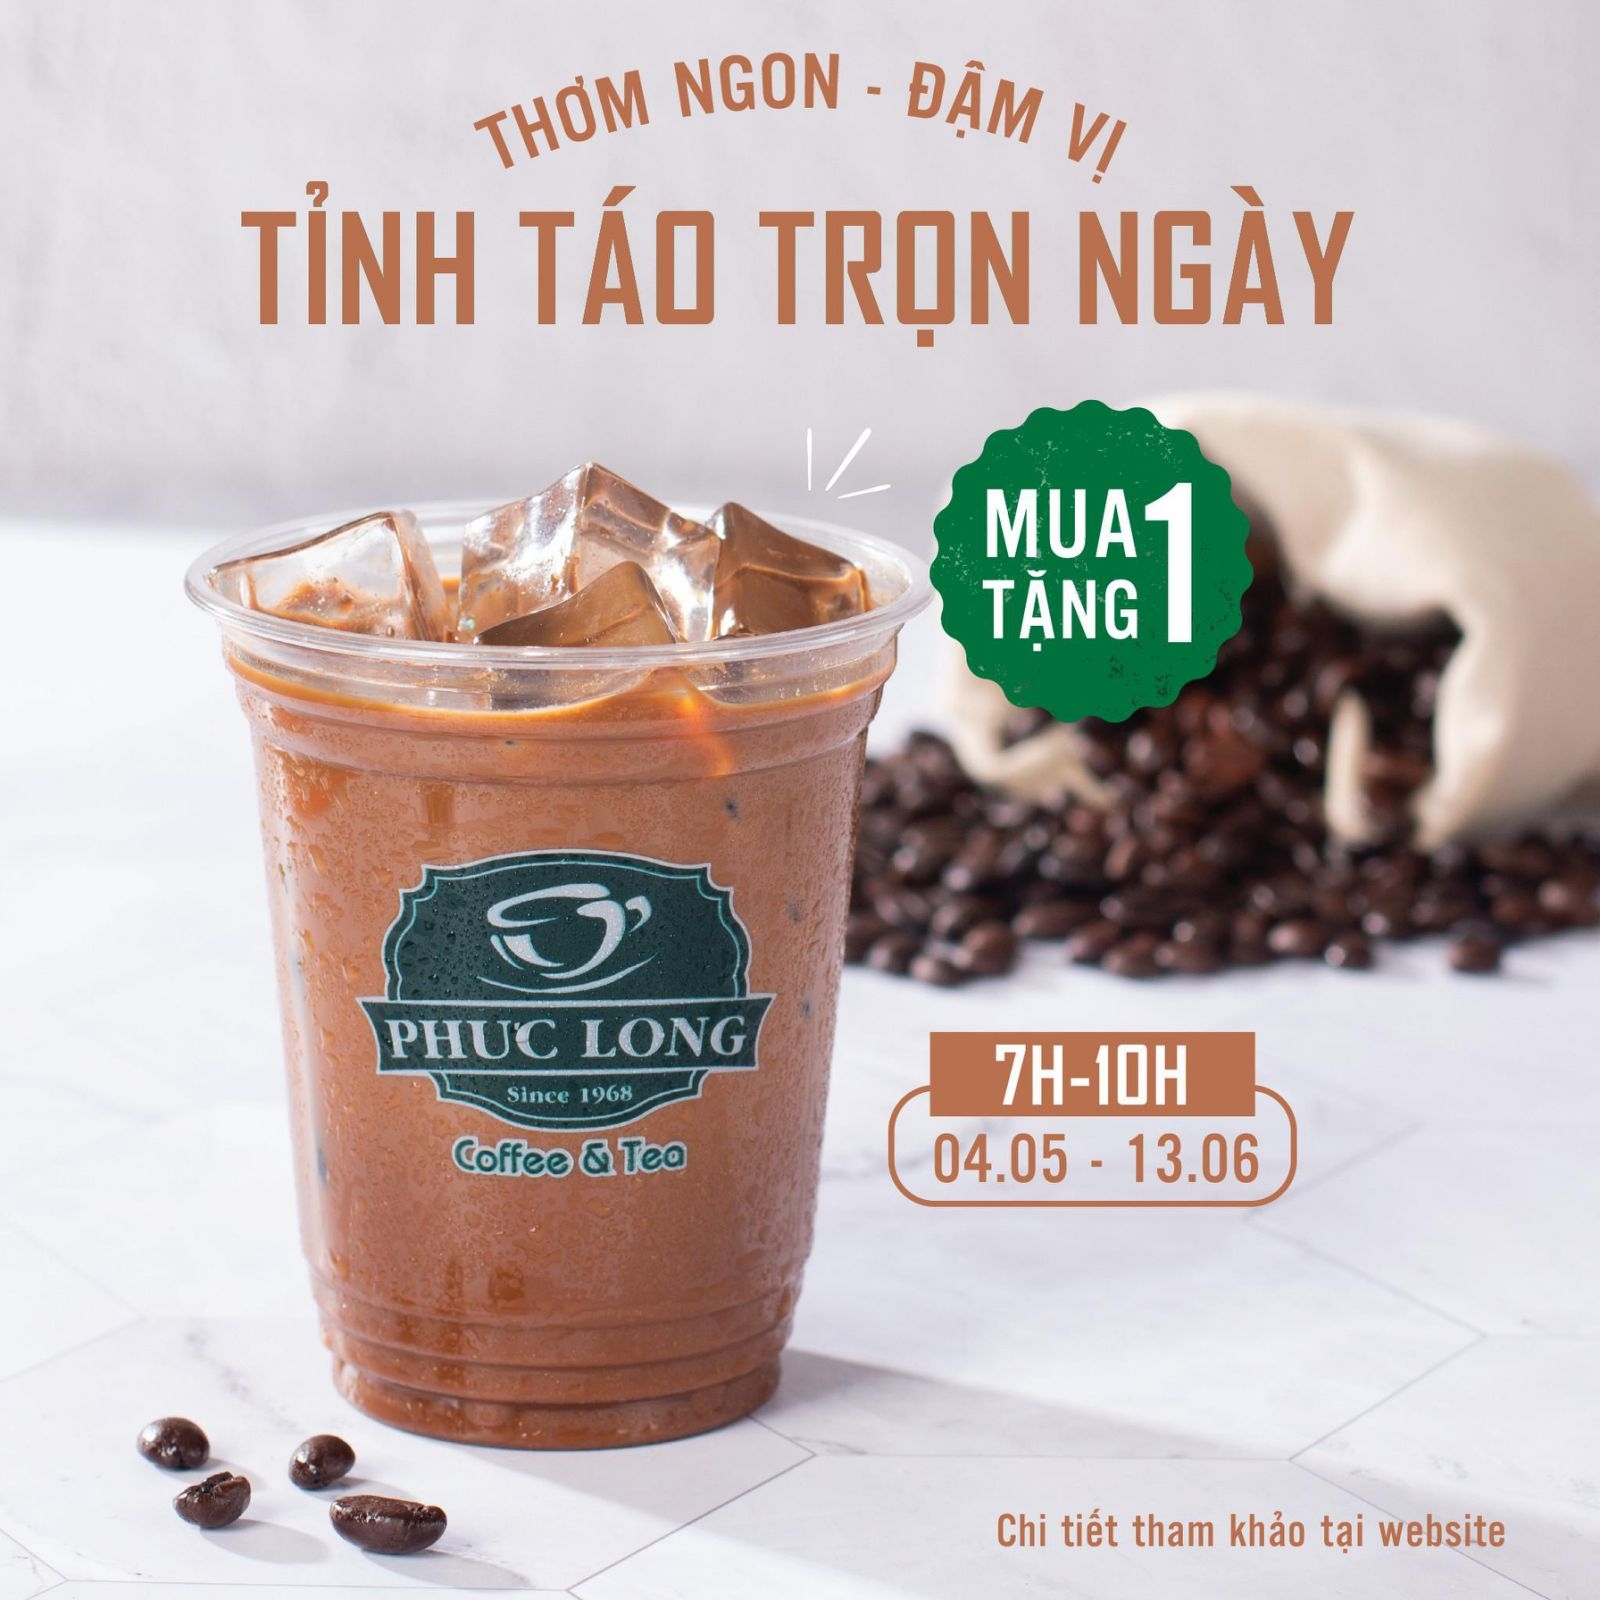 THƠM NGON - ĐẬM VỊ
TỈNH TÁO TRỌN NGÀY
MUA 1
TẶNG
PHUC LONG
Since 1968
Coffee & Tea
7H-10H
04.05 - 13.06
Chi tiết tham khảo tại website